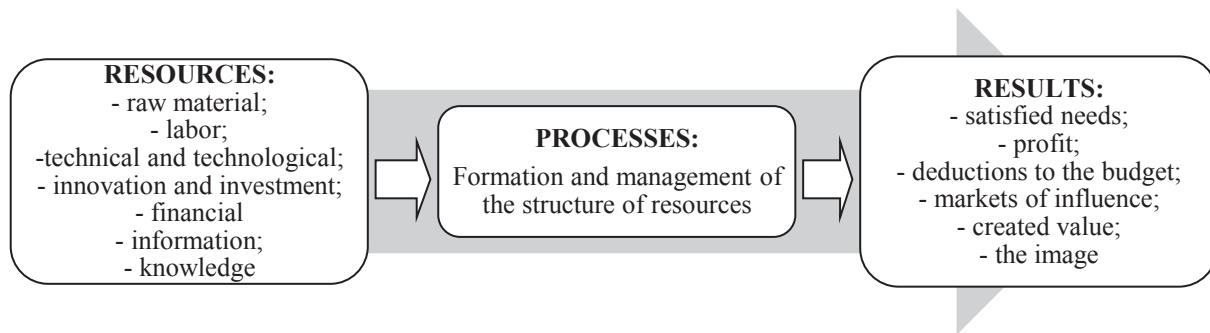 RESOURCES:
- raw material;
- labor;
-technical and technological;
- innovation and investment;
- financial
- information;
- knowledge
PROCESSES:
Formation and management of
the structure of resources
RESULTS:
- satisfied needs;
- profit;
- deductions to the budget;
- markets of influence;
- created value;
- the image